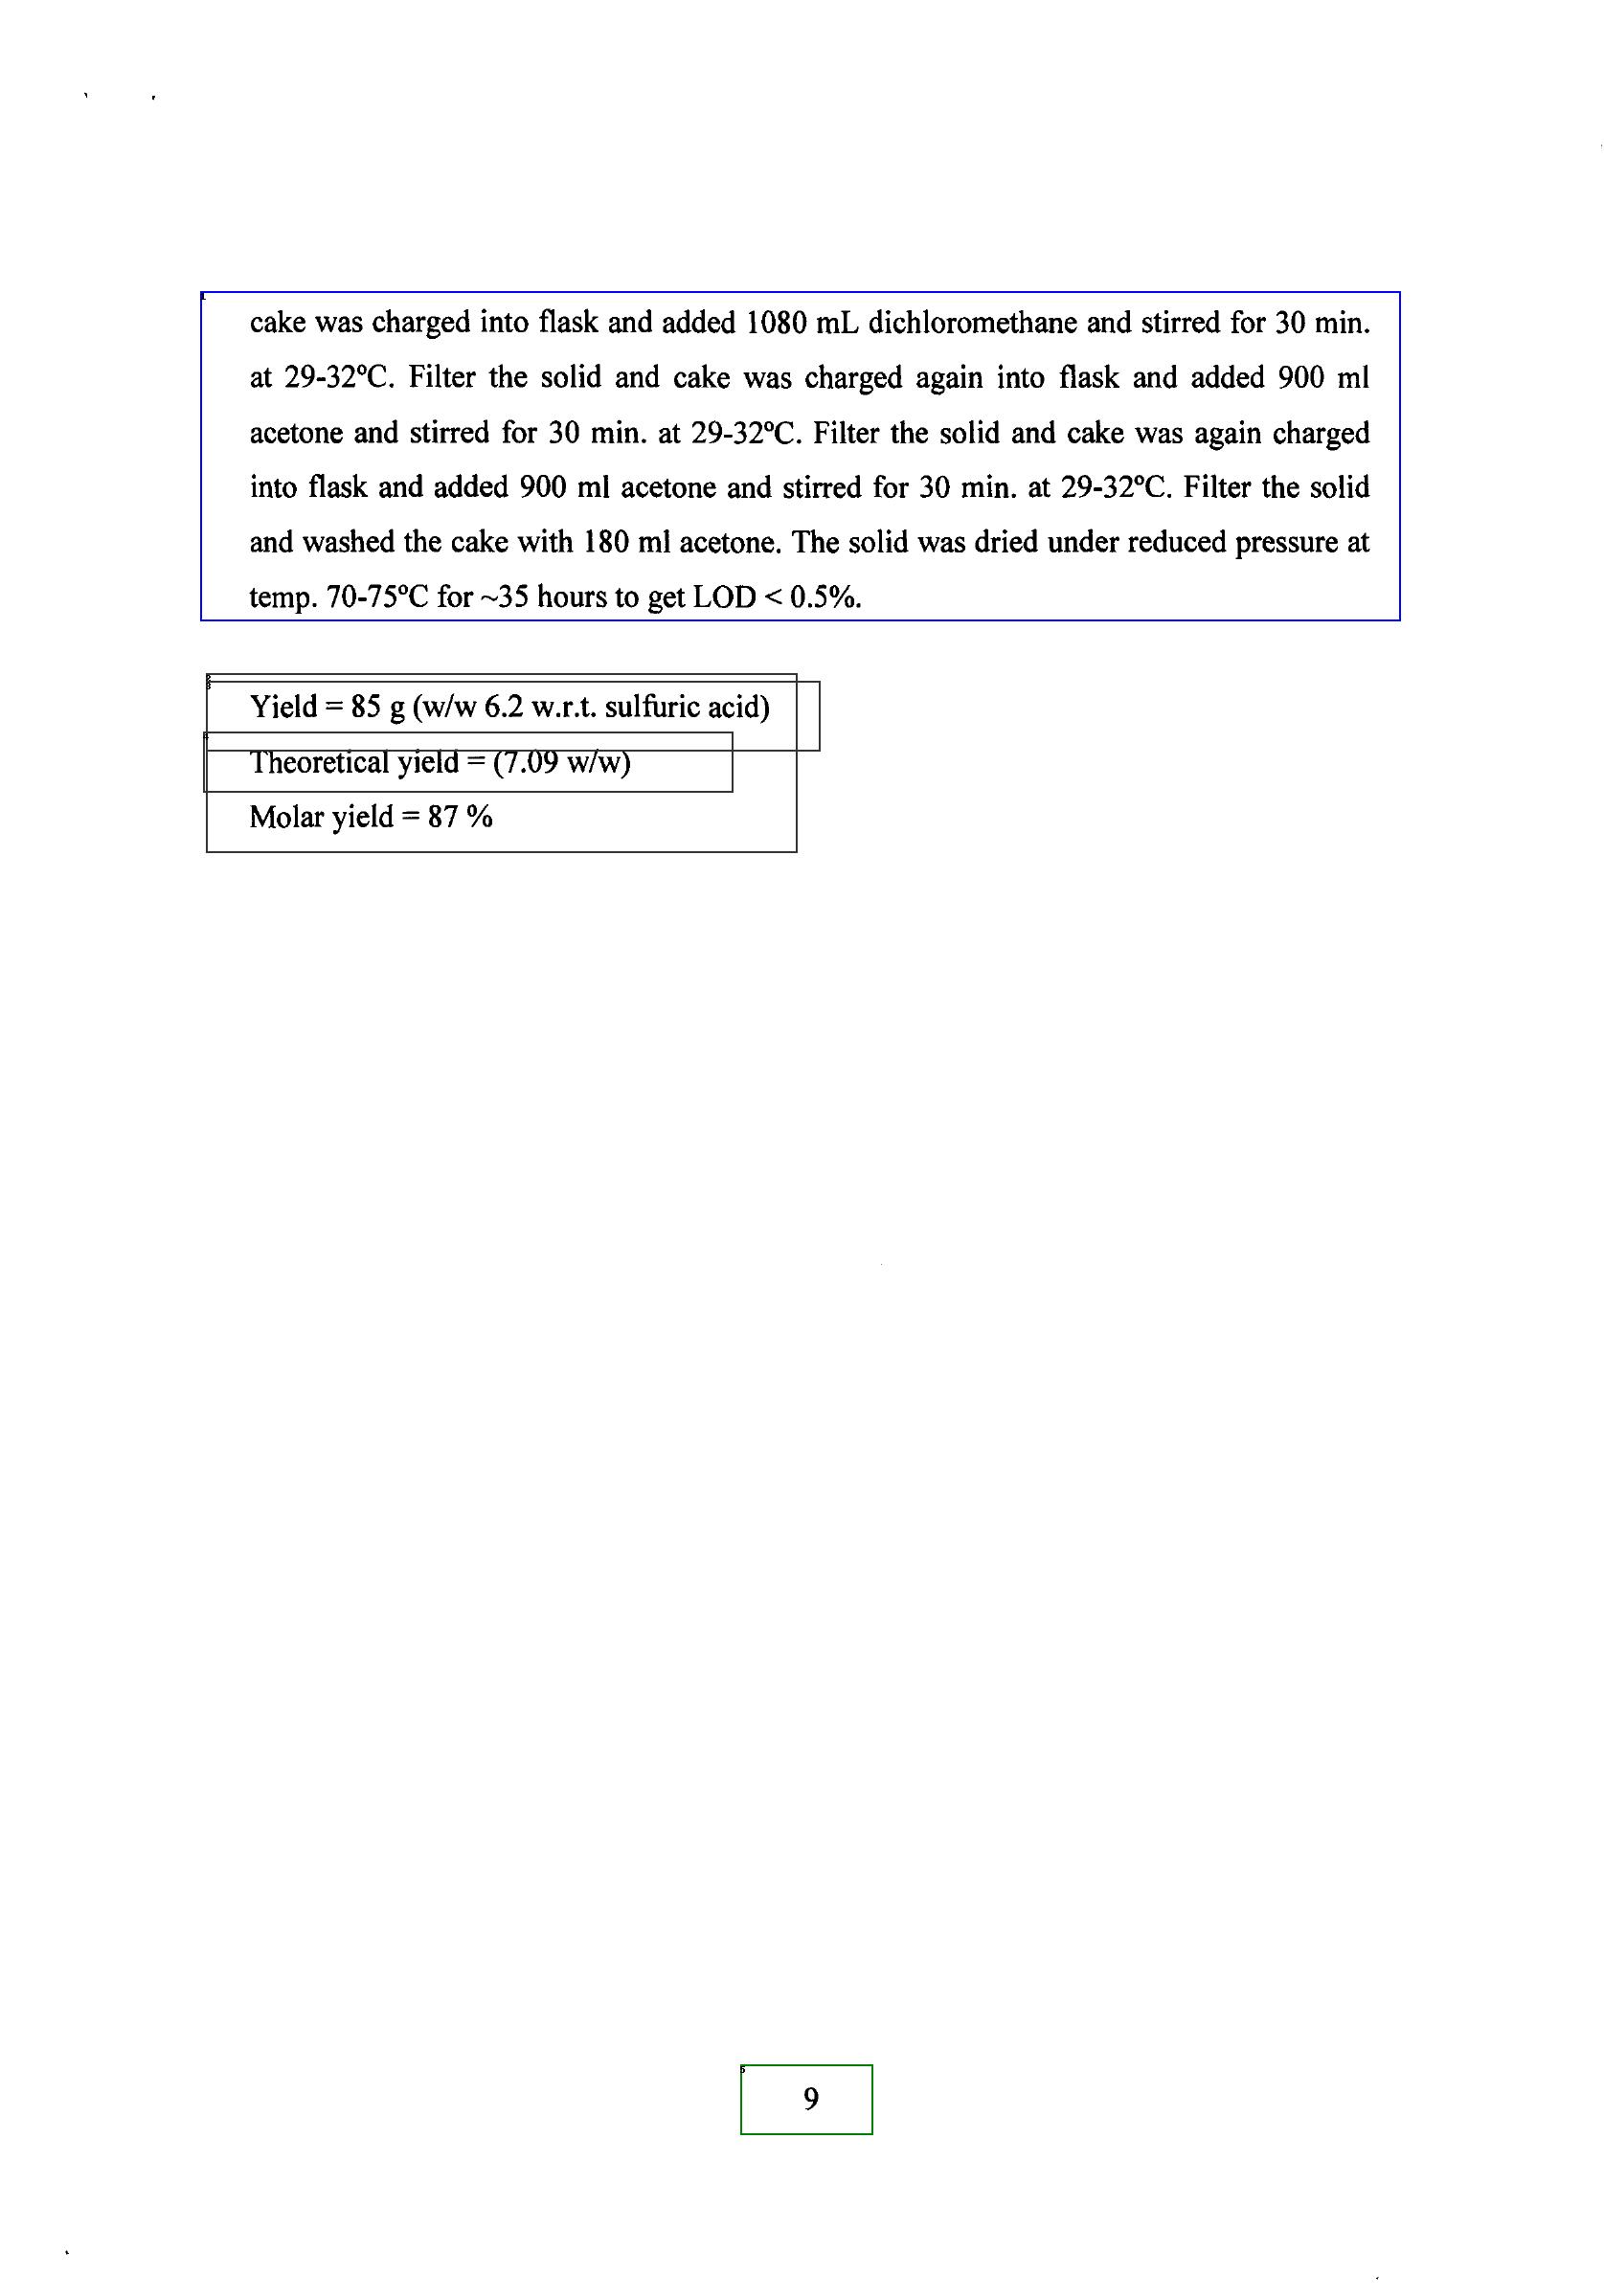 cake was charged into flask and added 1080 mL dichloromethane and stirred for 30 min.
at 29-32ºC. Filter the solid and cake was charged again into flask and added 900 ml
acetone and stirred for 30 min. at 29-32ºC. Filter the solid and cake was again charged
into flask and added 900 ml acetone and stirred for 30 min. at 29-32ºC. Filter the solid
and washed the cake with 180 ml acetone. The solid was dried under reduced pressure at
temp. 70-75ºC for ~35 hours to get LOD < 0.5%.
Yield = 85 g (w/w 6.2 w.r.t. sulfuric acid)
Theoretical yield = (7.09 w/w)
Molar yield = 87 %
9